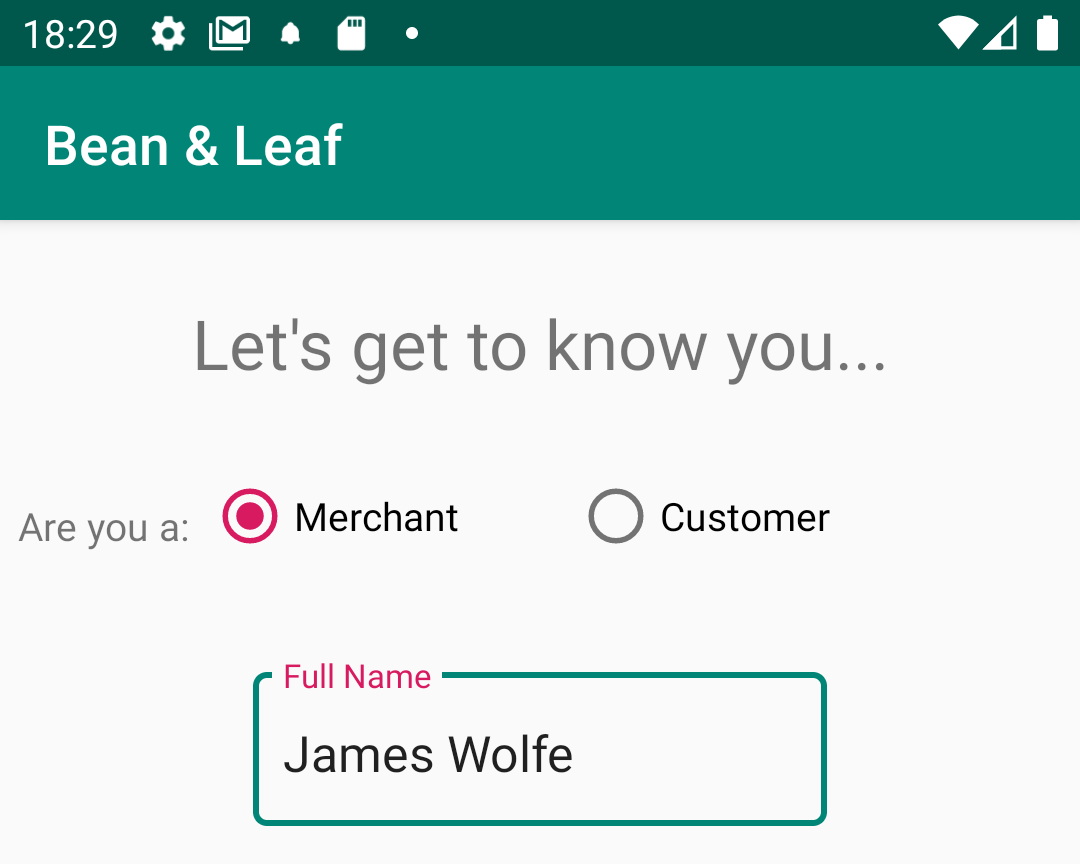 18:29
Bean & Leaf
Let's get to know you...
Are you a: Merchant Customer
Full Name
James Wolfe